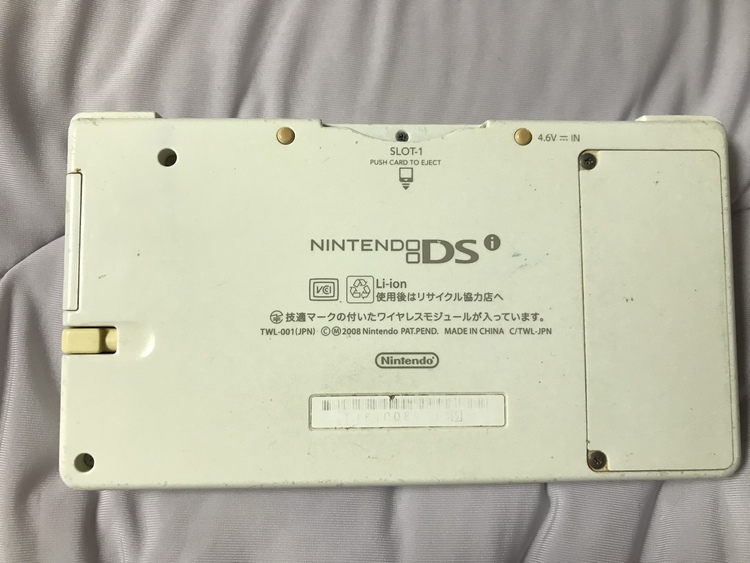 4.6V ⎓ IN
SLOT-1
PUSH CARD TO EJECT
NINTENDO DSi
VCI
Li-ion
使用後はリサイクル協力店へ
技適マークの付いたワイヤレスモジュールが入っています。
TWL-001(JPN) ©Ⓜ2008 Nintendo PAT.PEND. MADE IN CHINA C/TWL-JPN
Nintendo